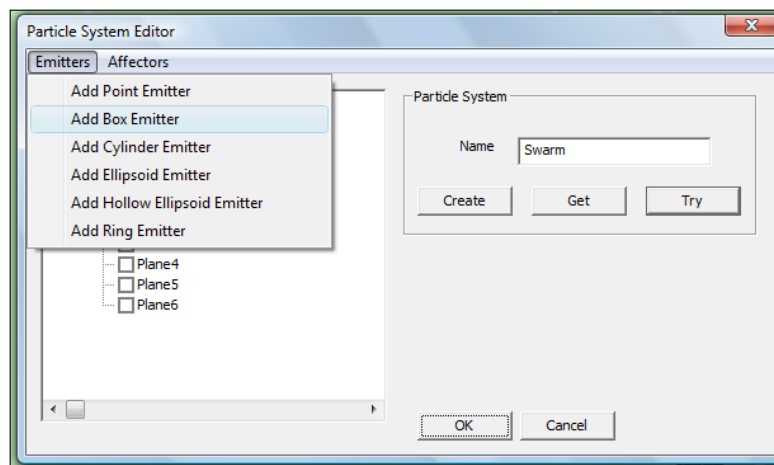 Particle System Editor
Emitters Affectors
Add Point Emitter
Add Box Emitter
Add Cylinder Emitter
Add Ellipsoid Emitter
Add Hollow Ellipsoid Emitter
Add Ring Emitter
Plane4
Plane5
Plane6
Particle System
Name Swarm
Create Get Try
OK Cancel